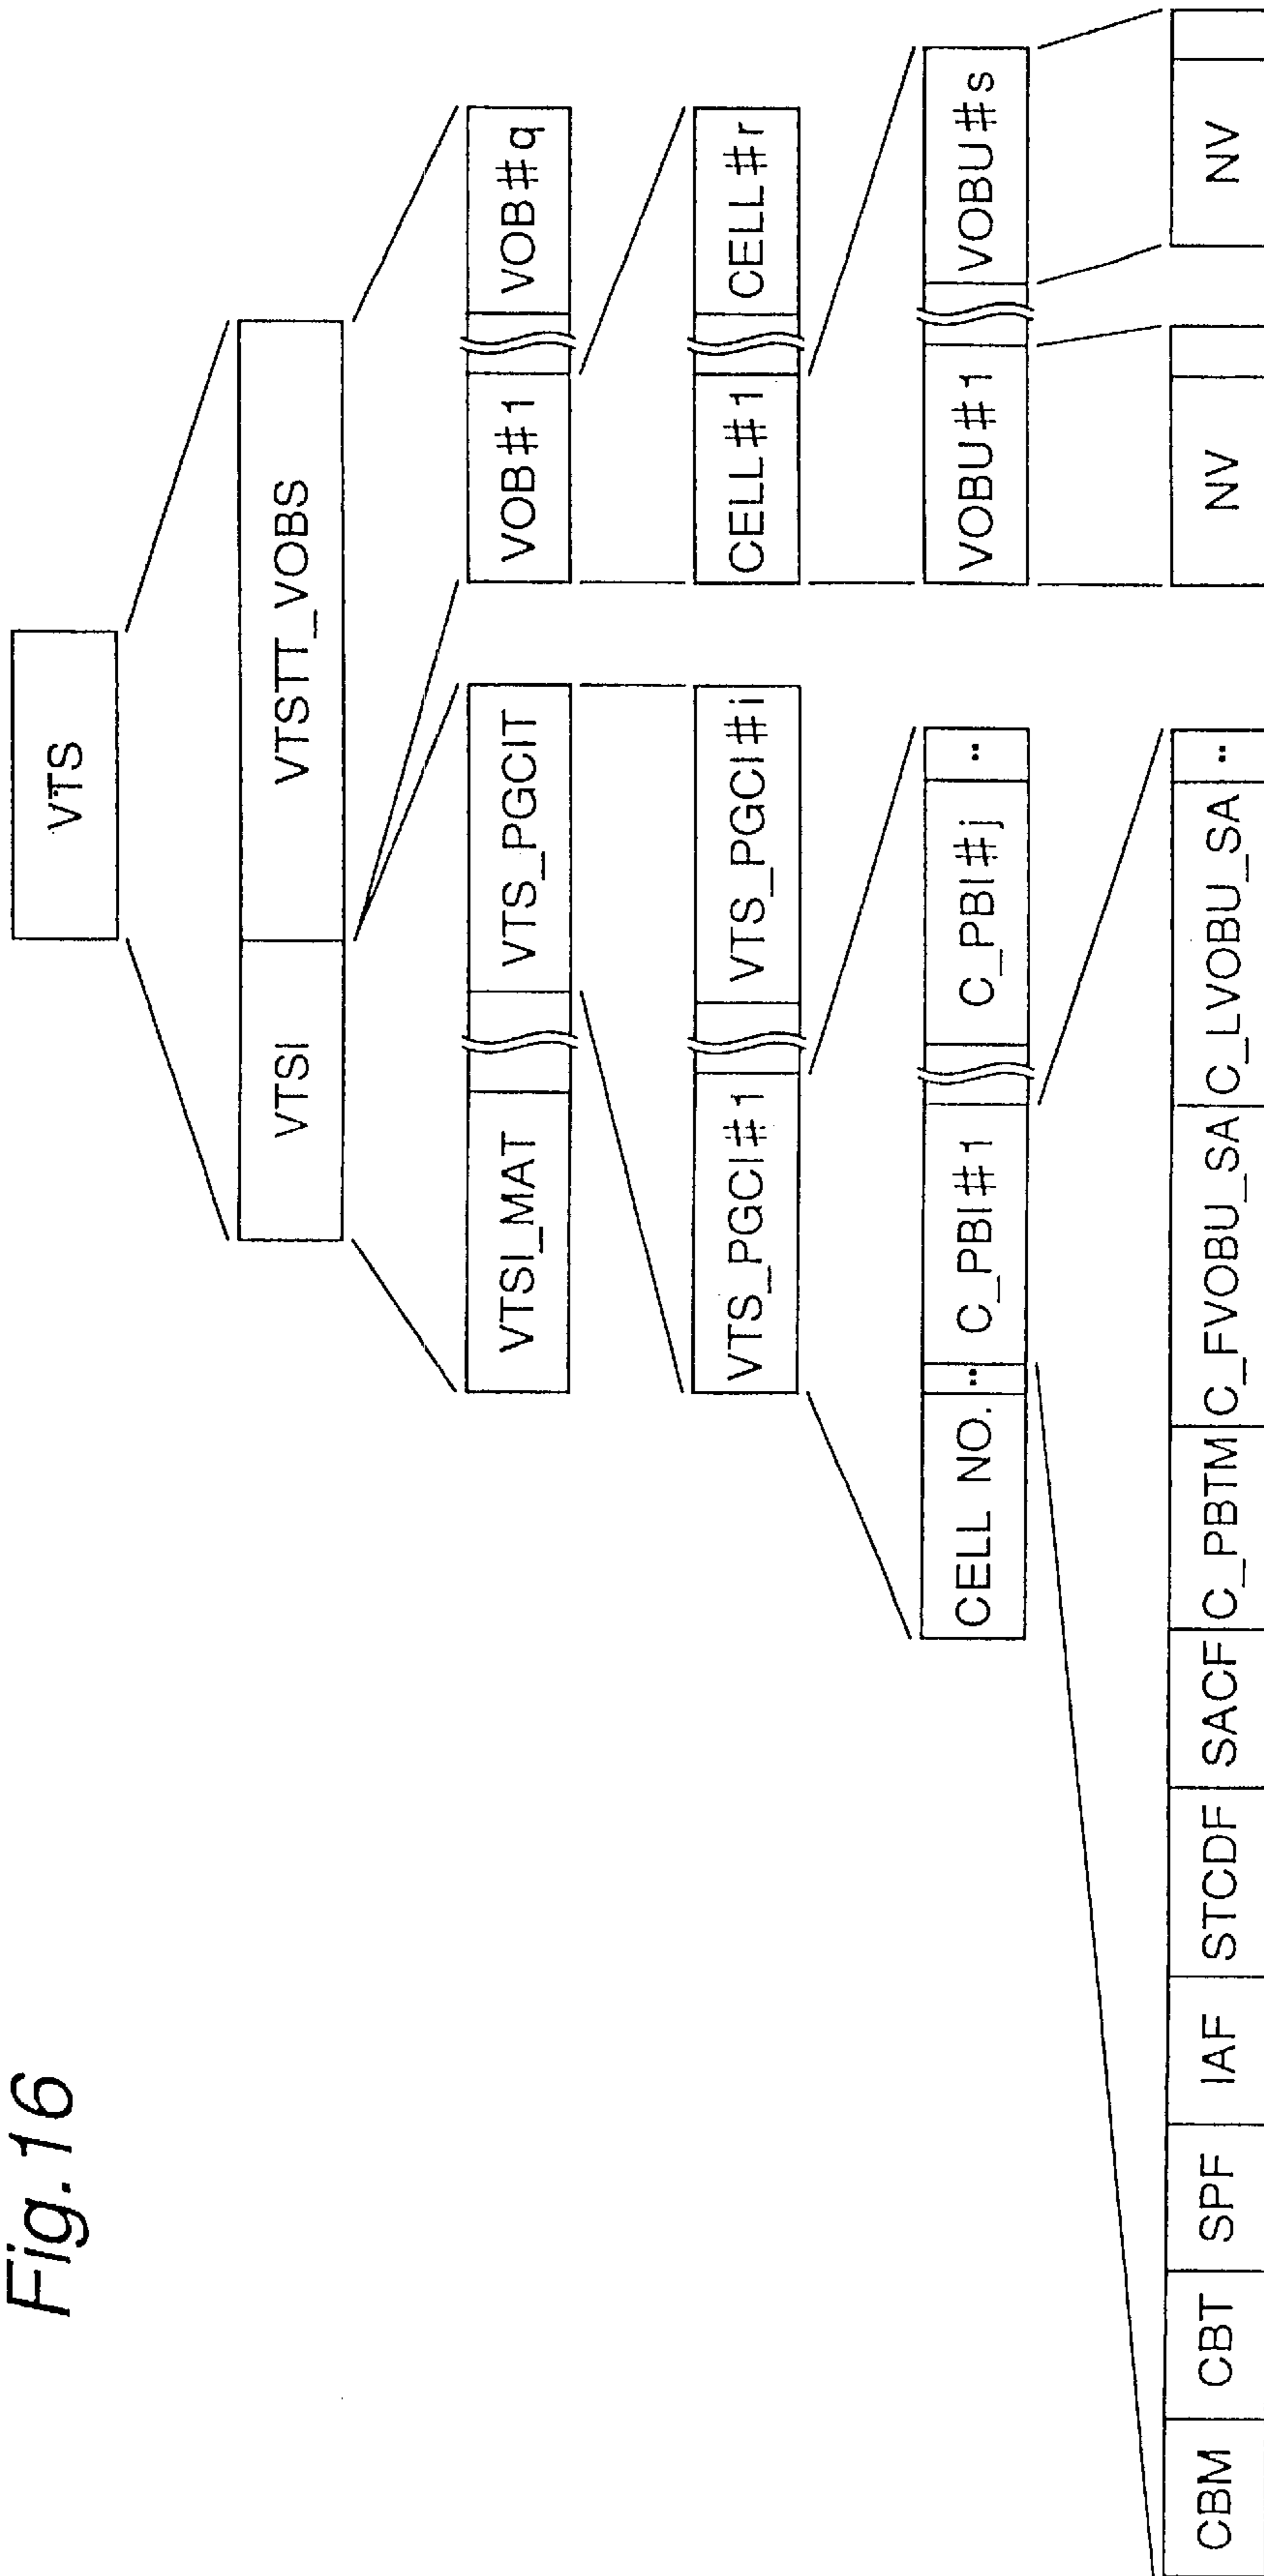 Fig.16
VTS
VTSI VTSTT_VOBS
VTSI_MAT VTS_PGCIT VOB#1 VOB#q
VTS_PGCI#1 VTS_PGCI#i CELL#1 CELL#r
CELL NO. ·· C_PBI#1 C_PBI#j ·· VOBU#1 VOBU#s
CBM CBT SPF IAF STCDF SACF C_PBTM C_FVOBU_SA C_LVOBU_SA ·· NV NV